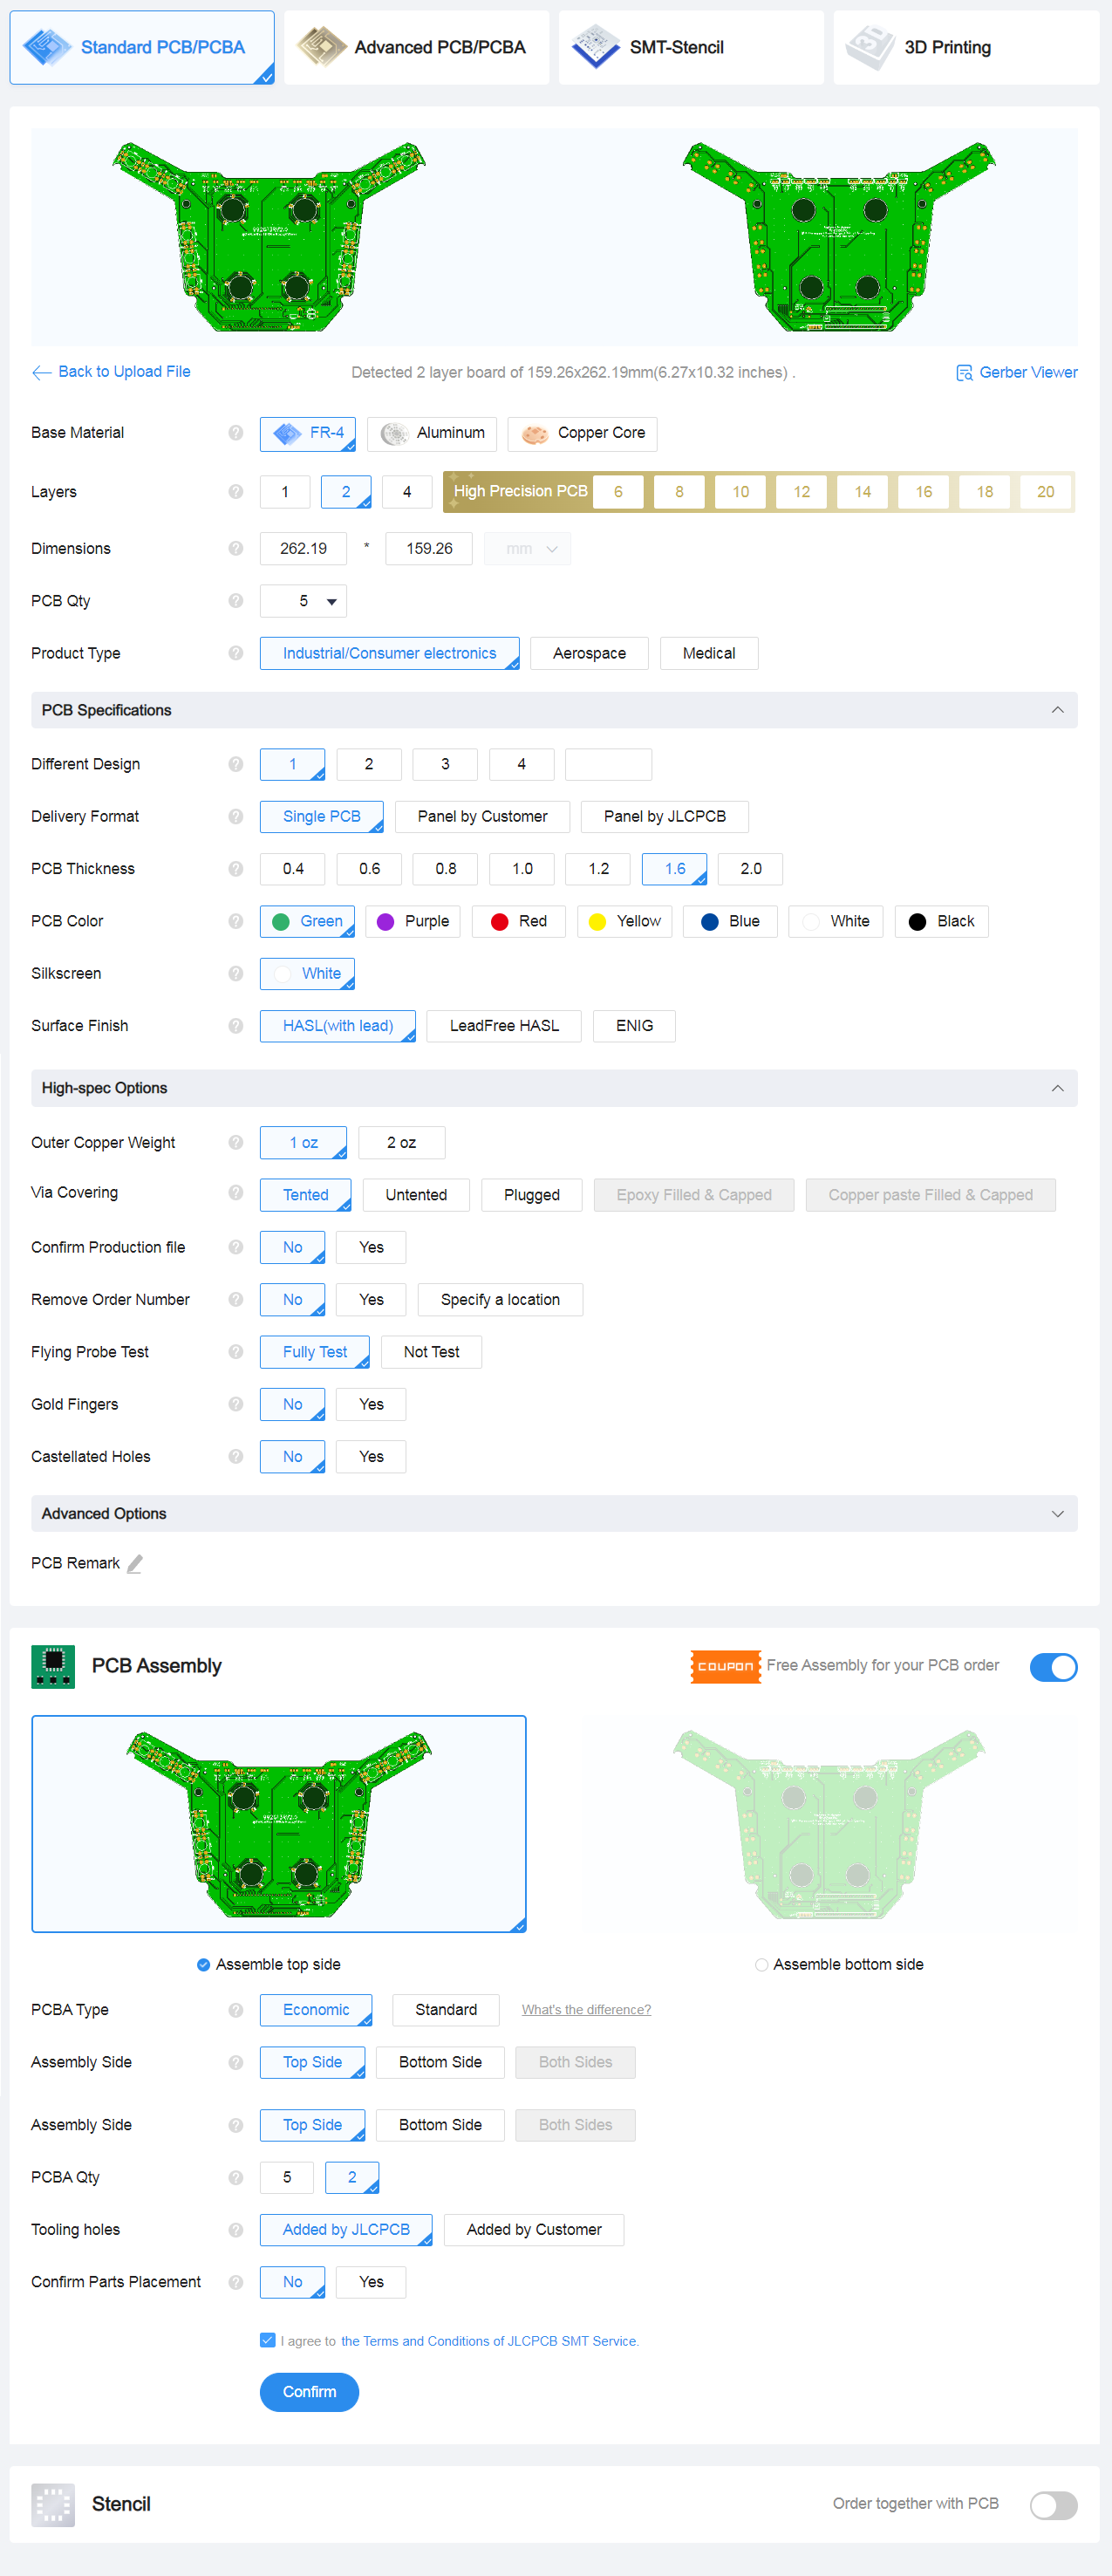 Standard PCB/PCBA
Advanced PCB/PCBA
SMT-Stencil
3D Printing
Back to Upload File
Detected 2 layer board of 159.26x262.19mm(6.27x10.32 inches) .
Gerber Viewer
Base Material ? FR-4 Aluminum Copper Core
Layers ? 1 2 4 High Precision PCB 6 8 10 12 14 16 18 20
Dimensions ? 262.19 * 159.26 mm
PCB Qty ? 5
Product Type ? Industrial/Consumer electronics Aerospace Medical
PCB Specifications
Different Design ? 1 2 3 4
Delivery Format ? Single PCB Panel by Customer Panel by JLCPCB
PCB Thickness ? 0.4 0.6 0.8 1.0 1.2 1.6 2.0
PCB Color ? Green Purple Red Yellow Blue White Black
Silkscreen ? White
Surface Finish ? HASL(with lead) LeadFree HASL ENIG
High-spec Options
Outer Copper Weight ? 1 oz 2 oz
Via Covering ? Tented Untented Plugged Epoxy Filled & Capped Copper paste Filled & Capped
Confirm Production file ? No Yes
Remove Order Number ? No Yes Specify a location
Flying Probe Test ? Fully Test Not Test
Gold Fingers ? No Yes
Castellated Holes ? No Yes
Advanced Options
PCB Remark
PCB Assembly
COUPON Free Assembly for your PCB order
Assemble top side
Assemble bottom side
PCBA Type ? Economic Standard What's the difference?
Assembly Side ? Top Side Bottom Side Both Sides
Assembly Side ? Top Side Bottom Side Both Sides
PCBA Qty ? 5 2
Tooling holes ? Added by JLCPCB Added by Customer
Confirm Parts Placement ? No Yes
I agree to the Terms and Conditions of JLCPCB SMT Service.
Confirm
Stencil
Order together with PCB